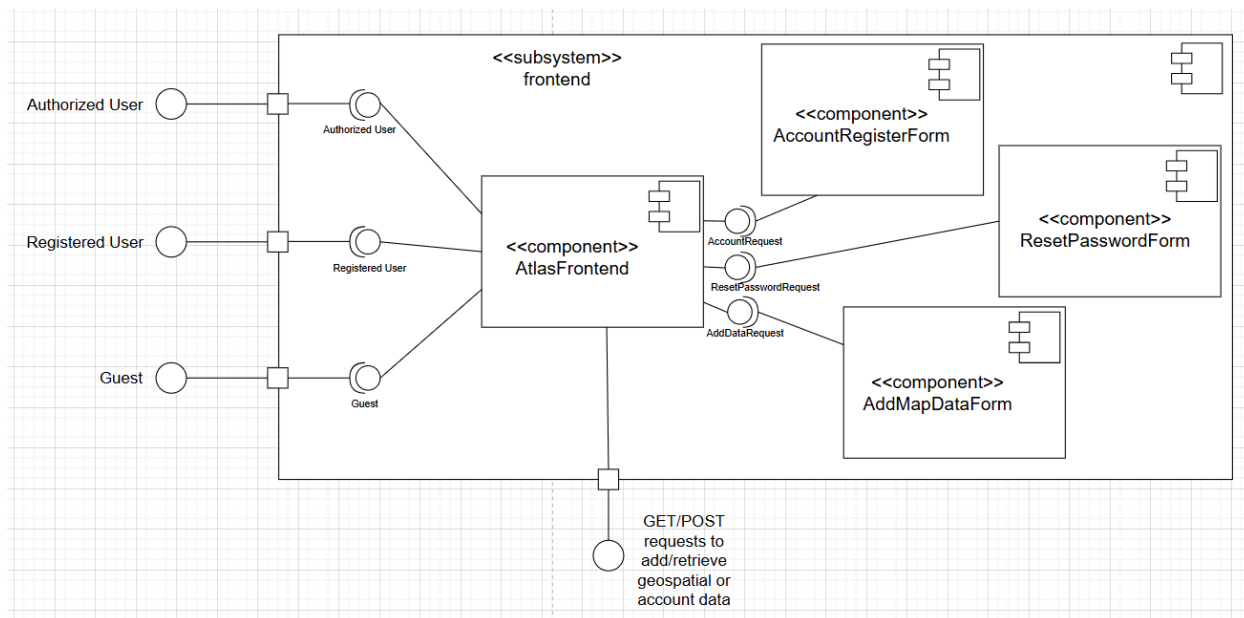 <<subsystem>>
frontend
Authorized User
Authorized User
<<component>>
AccountRegisterForm
Registered User
Registered User
<<component>>
AtlasFrontend
AccountRequest
ResetPasswordRequest
AddDataRequest
<<component>>
ResetPasswordForm
Guest
Guest
<<component>>
AddMapDataForm
GET/POST
requests to
add/retrieve
geospatial or
account data